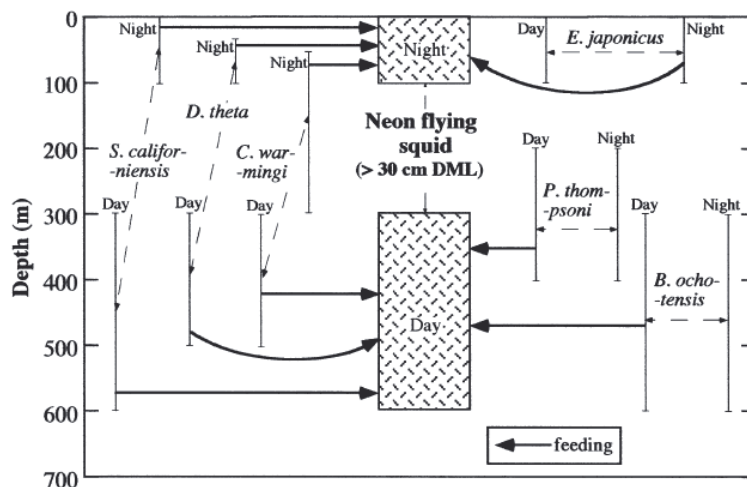 0
100
200
300
400
500
600
700
Depth (m)
Night
Night
Night
D. theta
S. califor-
-niensis
C. war-
-mingi
Day
Day
Day
Night
Neon flying
squid
(> 30 cm DML)
Day
Day
E. japonicus
Night
Day
Night
P. thom-
-psoni
Day
Night
B. ocho-
-tensis
feeding